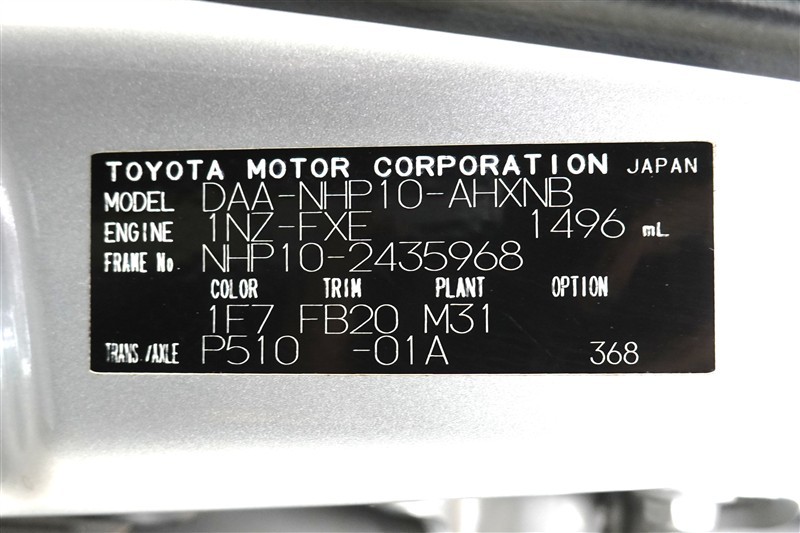 TOYOTA MOTOR CORPORATION JAPAN
MODEL DAA-NHP10-AHXNB
ENGINE 1NZ-FXE 1496 mL
FRAME No. NHP10-2435968
COLOR TRIM PLANT OPTION
1F7 FB20 M31
TRANS./AXLE P510 -01A 368